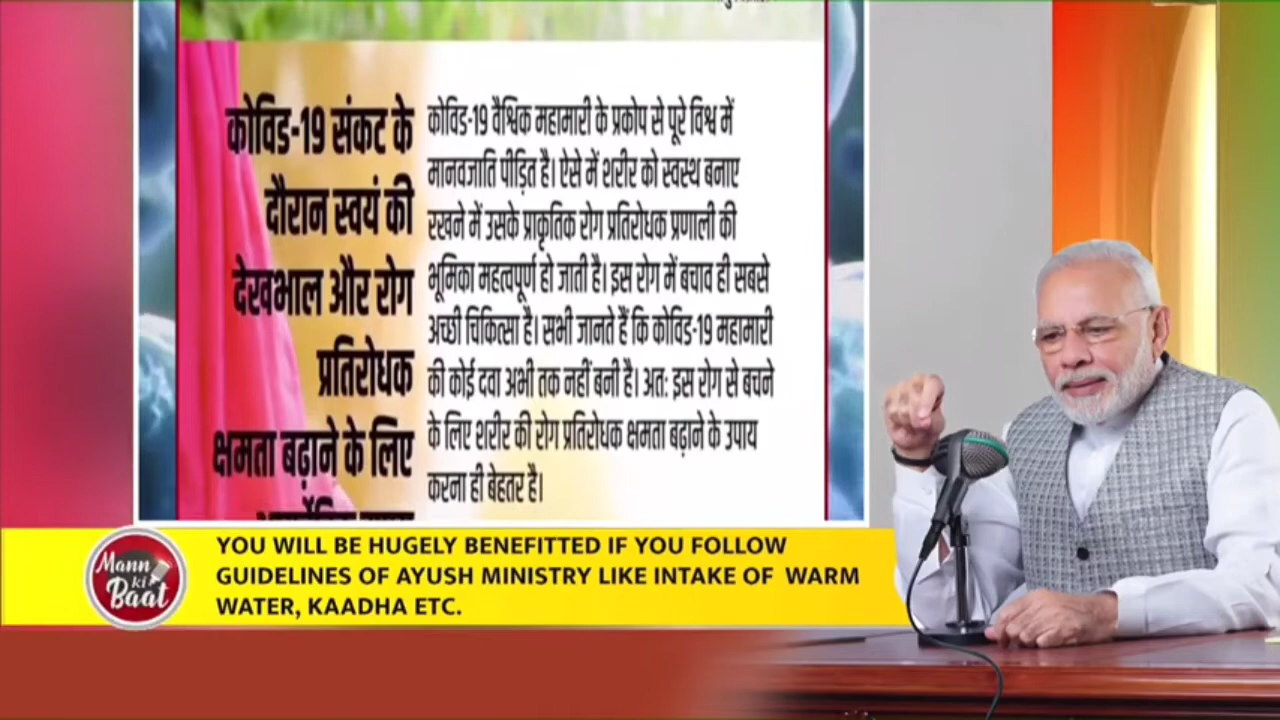 कोविड-19 संकट के
दौरान स्वयं की
देखभाल और रोग
प्रतिरोधक
क्षमता बढ़ाने के लिए
कोविड-19 वैश्विक महामारी के प्रकोप से पूरे विश्व में
मानवजाति पीड़ित है। ऐसे में शरीर को स्वस्थ बनाए
रखने में उसके प्राकृतिक रोग प्रतिरोधक प्रणाली की
भूमिका महत्वपूर्ण हो जाती है। इस रोग में बचाव ही सबसे
अच्छी चिकित्सा है। सभी जानते हैं कि कोविड-19 महामारी
की कोई दवा अभी तक नहीं बनी है। अतः इस रोग से बचने
के लिए शरीर की रोग प्रतिरोधक क्षमता बढ़ाने के उपाय
करना ही बेहतर है।
Mann
ki
Baat
YOU WILL BE HUGELY BENEFITTED IF YOU FOLLOW
GUIDELINES OF AYUSH MINISTRY LIKE INTAKE OF WARM
WATER, KAADHA ETC.